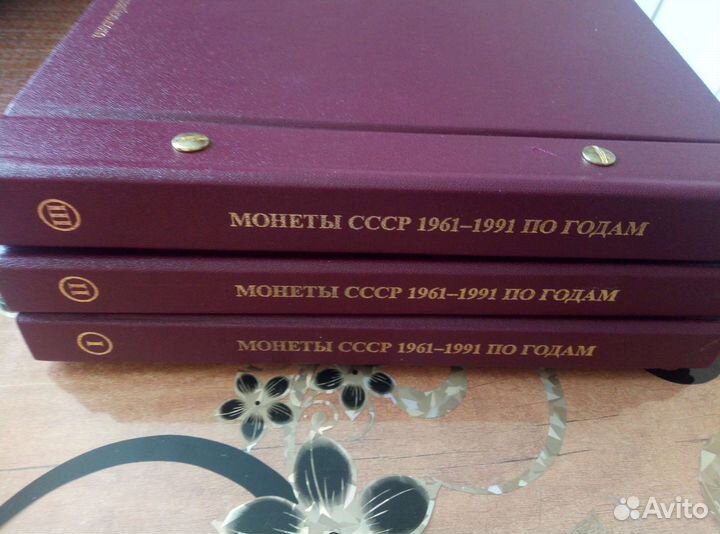 III МОНЕТЫ СССР 1961–1991 ПО ГОДАМ
II МОНЕТЫ СССР 1961–1991 ПО ГОДАМ
I МОНЕТЫ СССР 1961–1991 ПО ГОДАМ
Avito